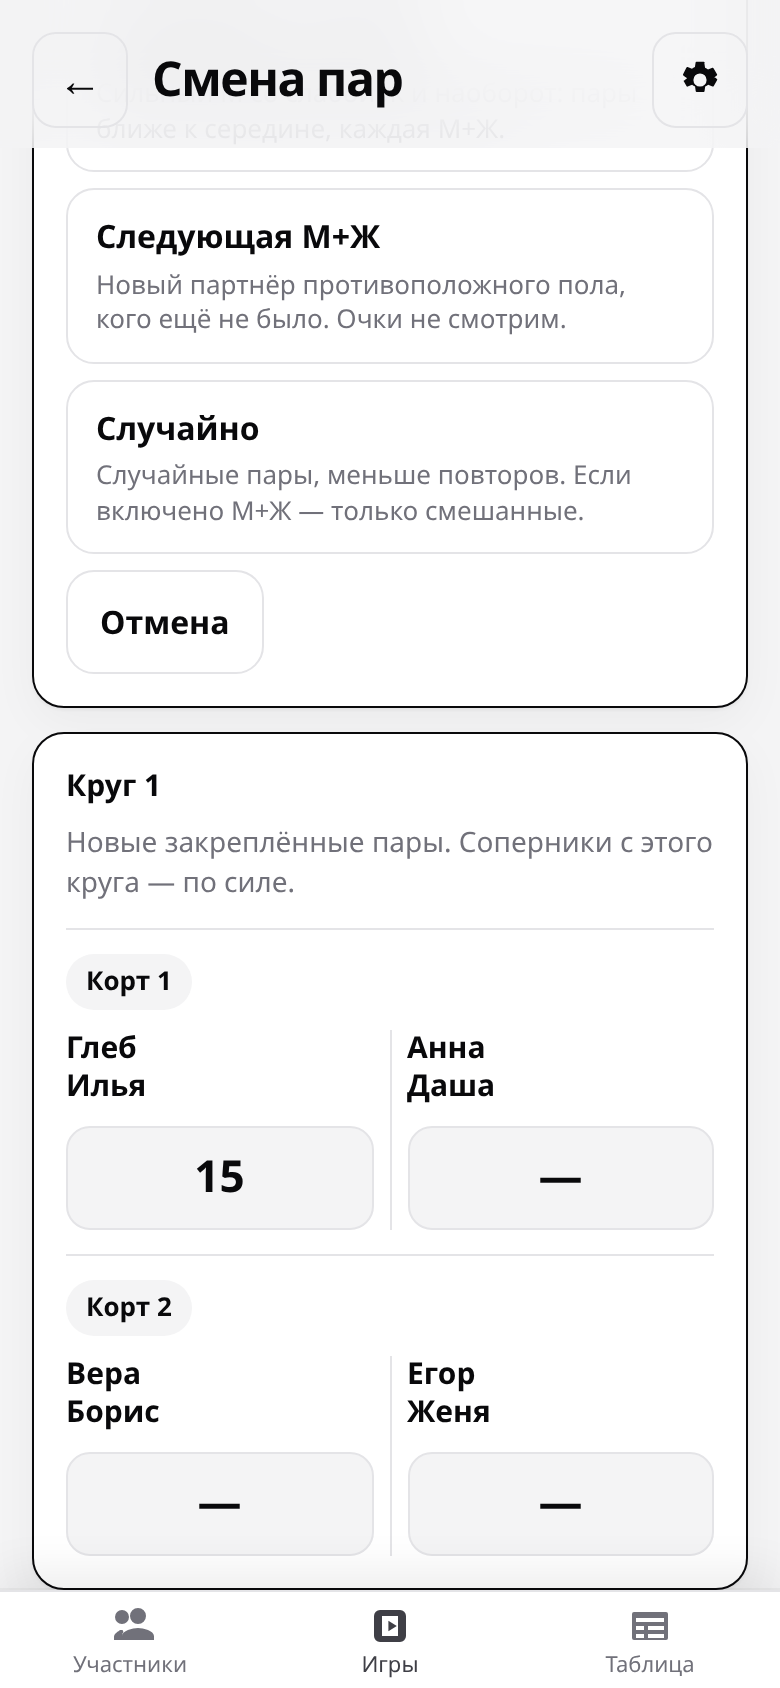 ← Смена пар
ближе к середине, каждая М+Ж.
Следующая М+Ж
Новый партнёр противоположного пола,
кого ещё не было. Очки не смотрим.
Случайно
Случайные пары, меньше повторов. Если
включено М+Ж — только смешанные.
Отмена
Круг 1
Новые закреплённые пары. Соперники с этого
круга — по силе.
Корт 1
Глеб
Илья
Анна
Даша
15
—
Корт 2
Вера
Борис
Егор
Женя
—
—
Участники
Игры
Таблица